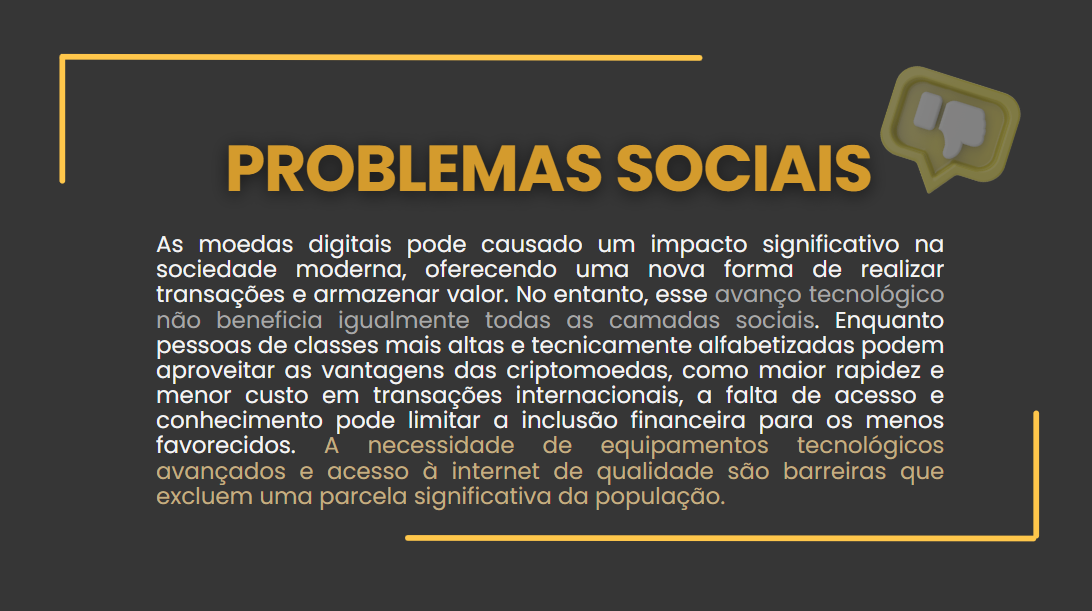 PROBLEMAS SOCIAIS
As moedas digitais pode causado um impacto significativo na
sociedade moderna, oferecendo uma nova forma de realizar
transações e armazenar valor. No entanto, esse avanço tecnológico
não beneficia igualmente todas as camadas sociais. Enquanto
pessoas de classes mais altas e tecnicamente alfabetizadas podem
aproveitar as vantagens das criptomoedas, como maior rapidez e
menor custo em transações internacionais, a falta de acesso e
conhecimento pode limitar a inclusão financeira para os menos
favorecidos. A necessidade de equipamentos tecnológicos
avançados e acesso à internet de qualidade são barreiras que
excluem uma parcela significativa da população.